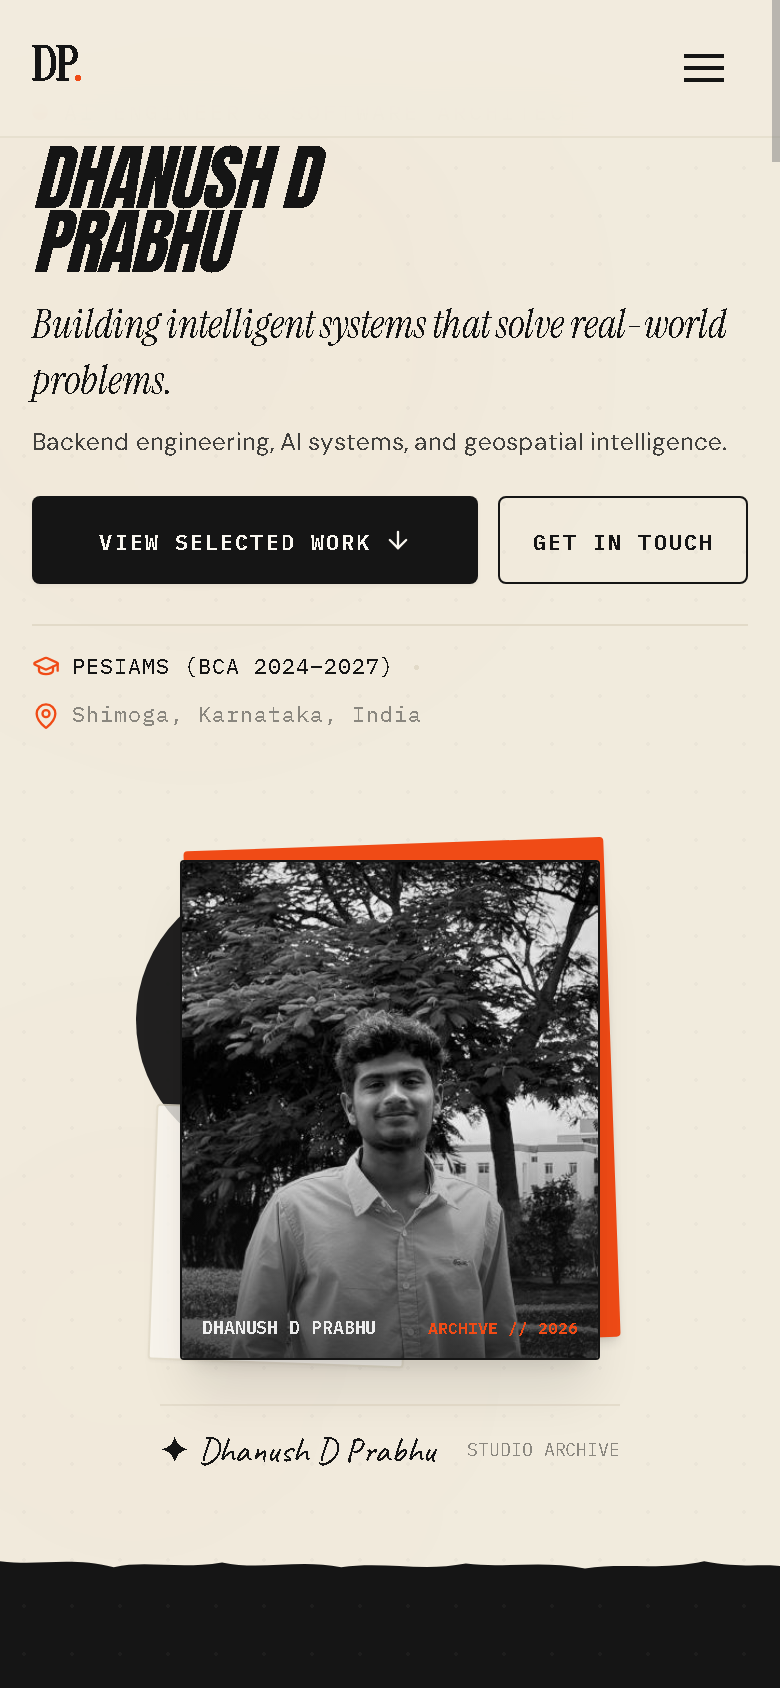 DP.
DHANUSH D
PRABHU
Building intelligent systems that solve real-world
problems.
Backend engineering, AI systems, and geospatial intelligence.
VIEW SELECTED WORK ↓
GET IN TOUCH
PESIAMS (BCA 2024–2027)
Shimoga, Karnataka, India
DHANUSH D PRABHU
ARCHIVE // 2026
Dhanush D Prabhu
STUDIO ARCHIVE